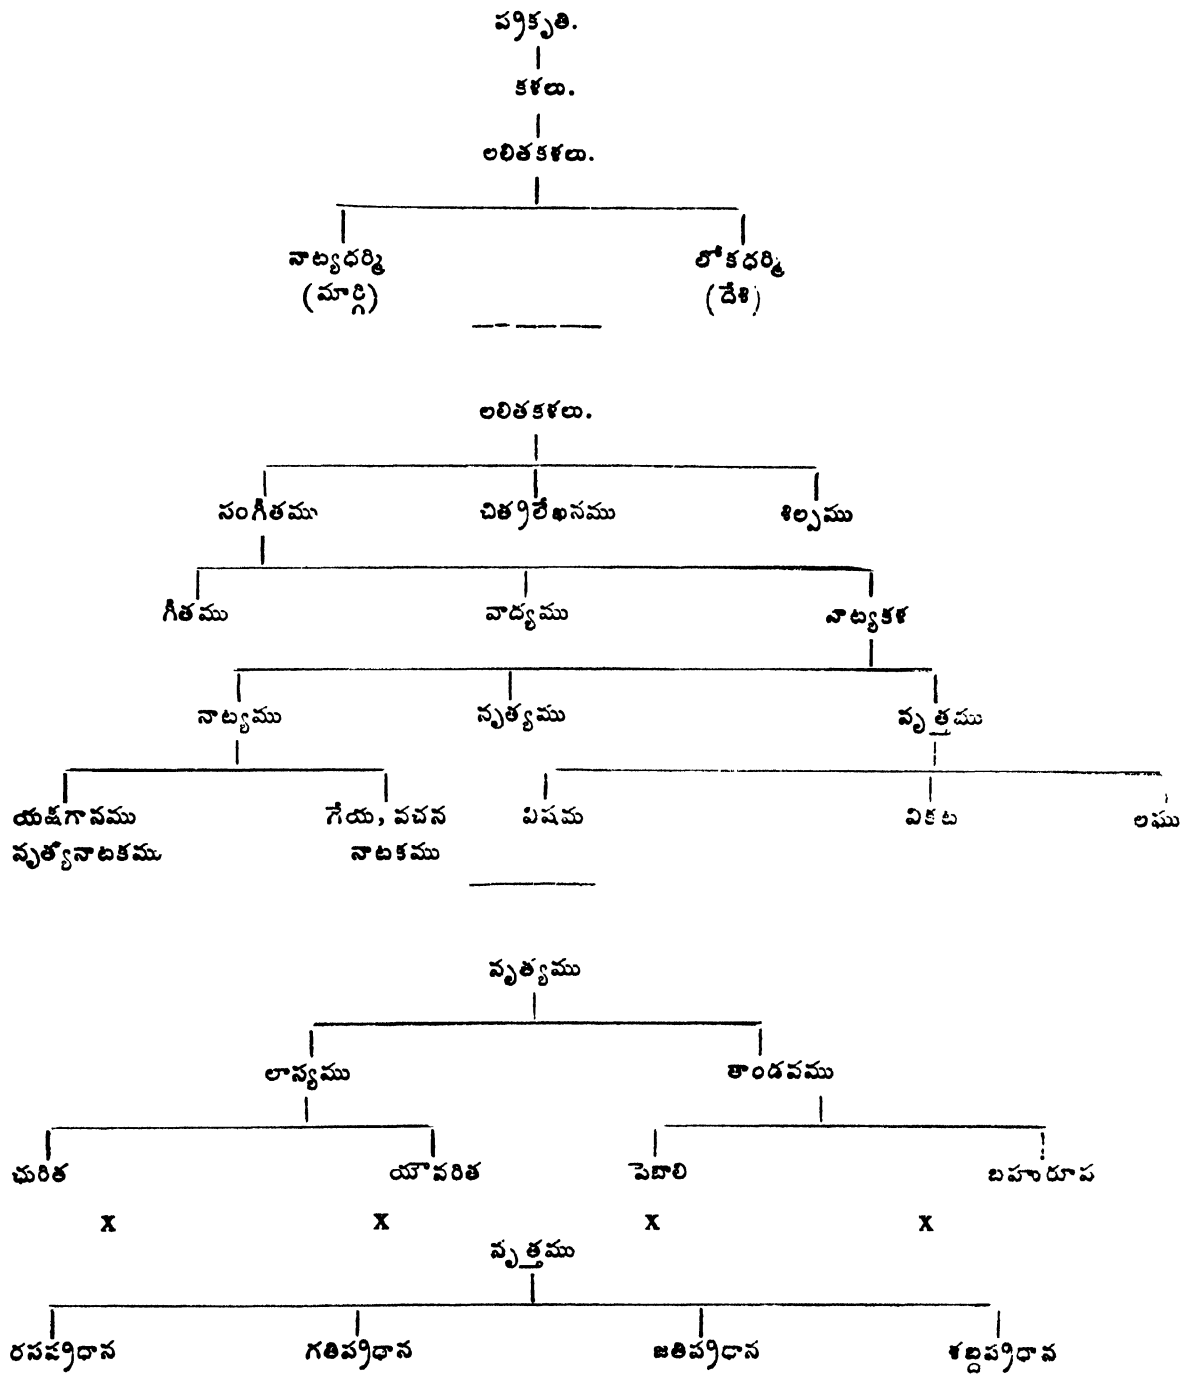 ప్రకృతి.
కళలు.
లలితకళలు.
నాట్యధర్మి లోకధర్మి
(మార్గి) (దేశి)
లలితకళలు.
సంగీతము చిత్రలేఖనము శిల్పము
గీతము వాద్యము నాట్యకళ
నాట్యము నృత్యము నృత్తము
యక్షగానము గేయ, వచన విషమ వికట లఘు
నృత్యనాటకము నాటకము
నృత్యము
లాస్యము తాండవము
ఛురిత యౌవరిత పెబాలి బహురూప
x x x x
నృత్తము
రసప్రధాన గతిప్రధాన జతిప్రధాన శబ్దప్రధాన